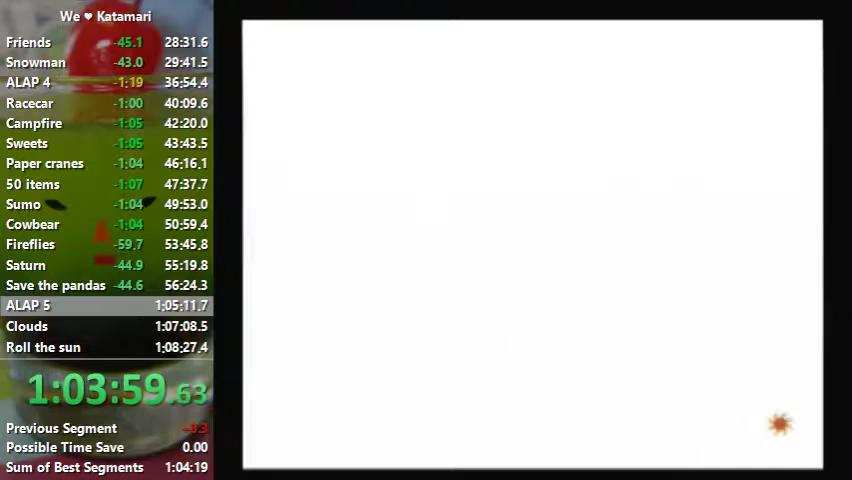 We ♥ Katamari
Friends -45.1 28:31.6
Snowman -43.0 29:41.5
ALAP 4 -1:19 36:54.4
Racecar -1:00 40:09.6
Campfire -1:05 42:20.0
Sweets -1:05 43:43.5
Paper cranes -1:04 46:16.1
50 items -1:07 47:37.7
Sumo -1:04 49:53.0
Cowbear -1:04 50:59.4
Fireflies -59.7 53:45.8
Saturn -44.9 55:19.8
Save the pandas -44.6 56:24.3
ALAP 5 1:05:11.7
Clouds 1:07:08.5
Roll the sun 1:08:27.4
1:03:59.63
Previous Segment -0.3
Possible Time Save 0.00
Sum of Best Segments 1:04:19